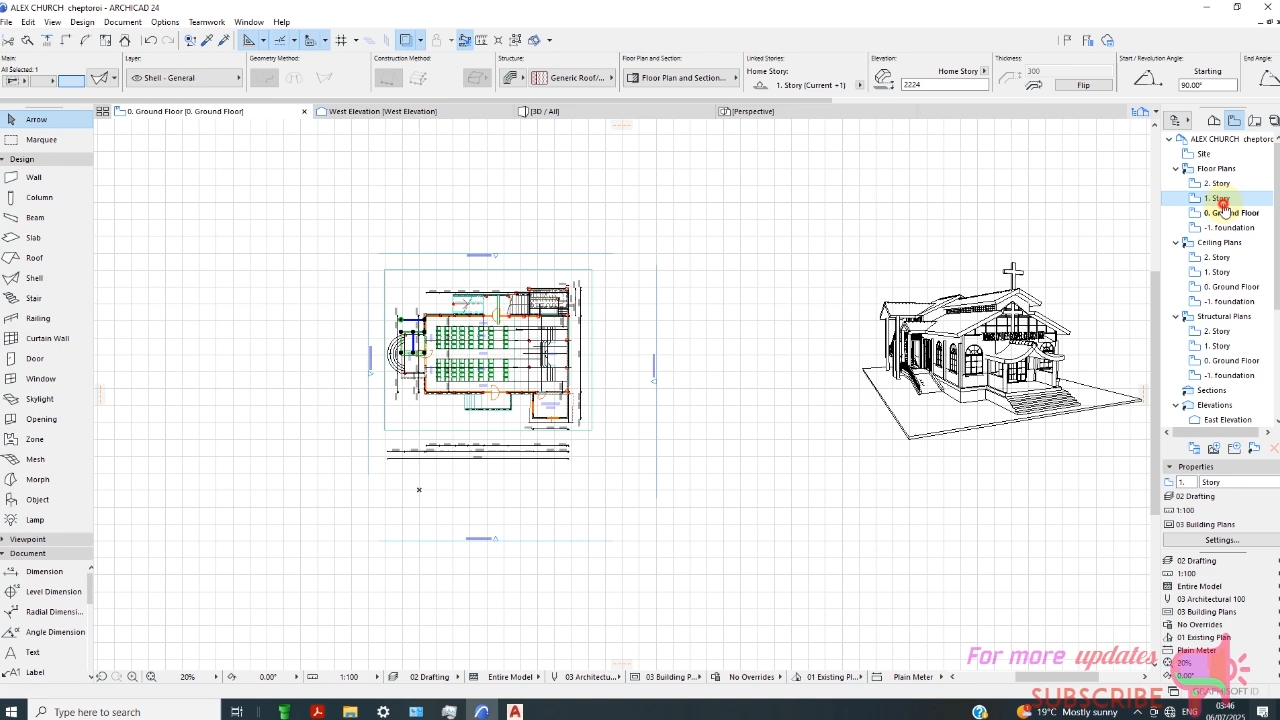 ALEX CHURCH cheptoroi - ARCHICAD 24
File Edit View Design Document Options Teamwork Window Help
Main:
All Selected: 1
Layer:
Shell - General
Geometry Method:
Construction Method:
Structure:
Generic Roof/...
Floor Plan and Section:
Floor Plan and Section...
Linked Stories:
Home Story:
1. Story (Current +1)
Elevation:
Home Story
2224
Thickness:
300
Flip
Start / Revolution Angle:
Starting
90.00°
End Angle:
0. Ground Floor [0. Ground Floor]
West Elevation [West Elevation]
[3D / All]
[Perspective]
Arrow
Marquee
Design
Wall
Column
Beam
Slab
Roof
Shell
Stair
Railing
Curtain Wall
Door
Window
Skylight
Opening
Zone
Mesh
Morph
Object
Lamp
Viewpoint
Document
Dimension
Level Dimension
Radial Dimensi...
Angle Dimension
Text
Label
ALEX CHURCH cheptorc
Site
Floor Plans
2. Story
1. Story
0. Ground Floor
-1. foundation
Ceiling Plans
2. Story
1. Story
0. Ground Floor
-1. foundation
Structural Plans
2. Story
1. Story
0. Ground Floor
-1. foundation
Sections
Elevations
East Elevation
Properties
1. Story
02 Drafting
1:100
03 Building Plans
Settings...
02 Drafting
1:100
Entire Model
03 Architectural 100
03 Building Plans
No Overrides
01 Existing Plan
Plain Meter
20%
For more updates
SUBSCRIBE
20% 0.00° 1:100 02 Drafting Entire Model 03 Architectu... 03 Building P... No Overrides 01 Existing Pl... Plain Meter
GRAPHISOFT ID
Type here to search
19°C Mostly sunny
ENG
03:46
06/07/2025